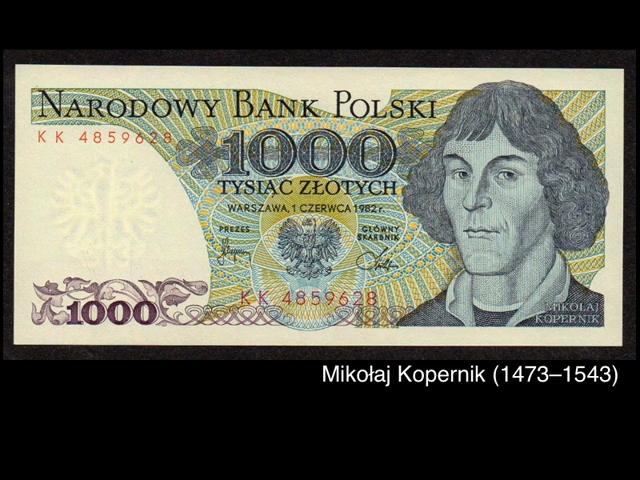 NARODOWY BANK POLSKI
KK 4859628
1000
TYSIĄC ZŁOTYCH
WARSZAWA, 1 CZERWCA 1982 r.
PREZES GŁÓWNY
SKARBNIK
KK 4859628
1000
MIKOŁAJ
KOPERNIK
Mikołaj Kopernik (1473–1543)